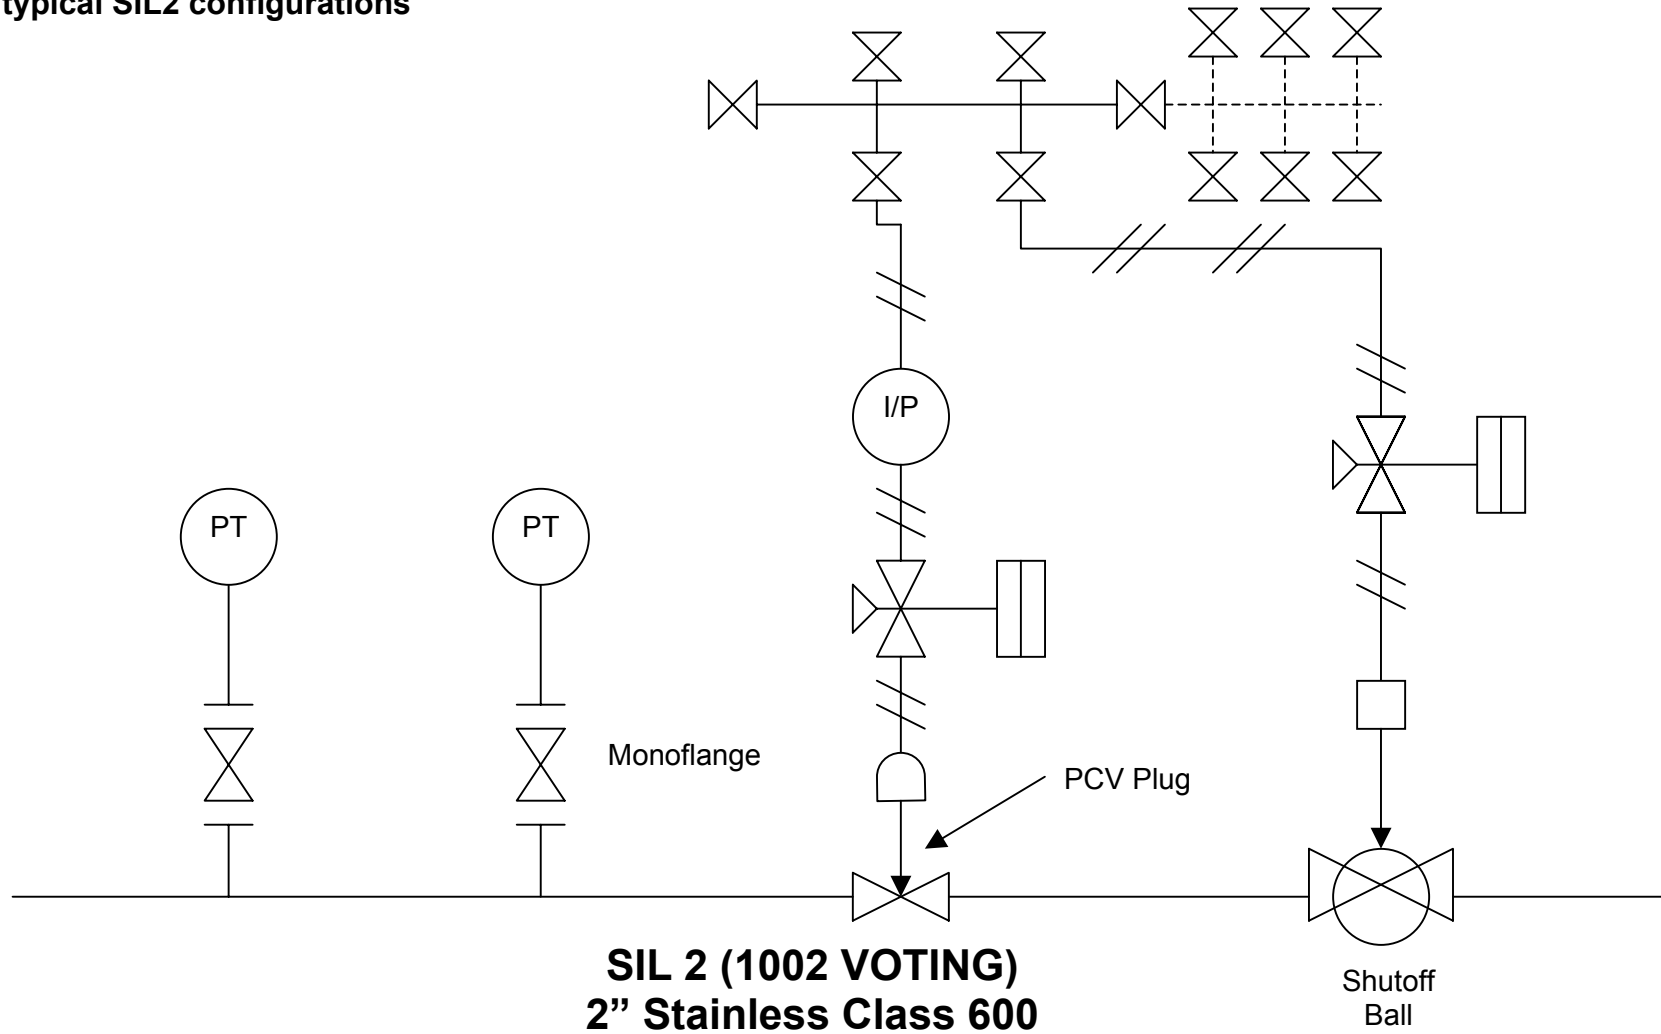 typical SIL2 configurations
I/P
PT
PT
Monoflange
PCV Plug
SIL 2 (1002 VOTING)
2” Stainless Class 600
Shutoff
Ball